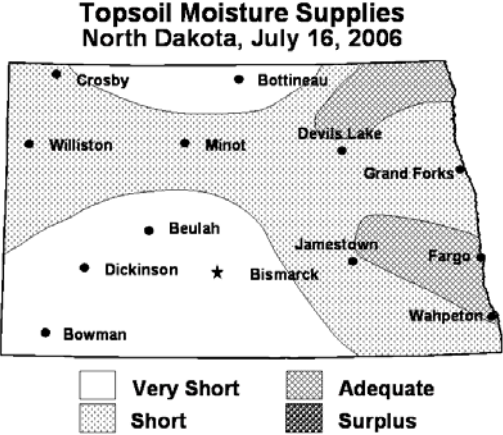 Topsoil Moisture Supplies
North Dakota, July 16, 2006
Crosby
Bottineau
Devils Lake
Williston
Minot
Grand Forks
Beulah
Jamestown
Fargo
Dickinson
Bismarck
Wahpeton
Bowman
Very Short
Adequate
Short
Surplus